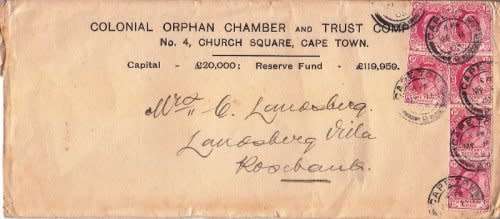 COLONIAL ORPHAN CHAMBER AND TRUST COMP
No. 4, CHURCH SQUARE, CAPE TOWN.
Capital - £20,000; Reserve Fund - £119,959.
Mrs C. Landsberg.
Landsberg Villa
Rosebank.